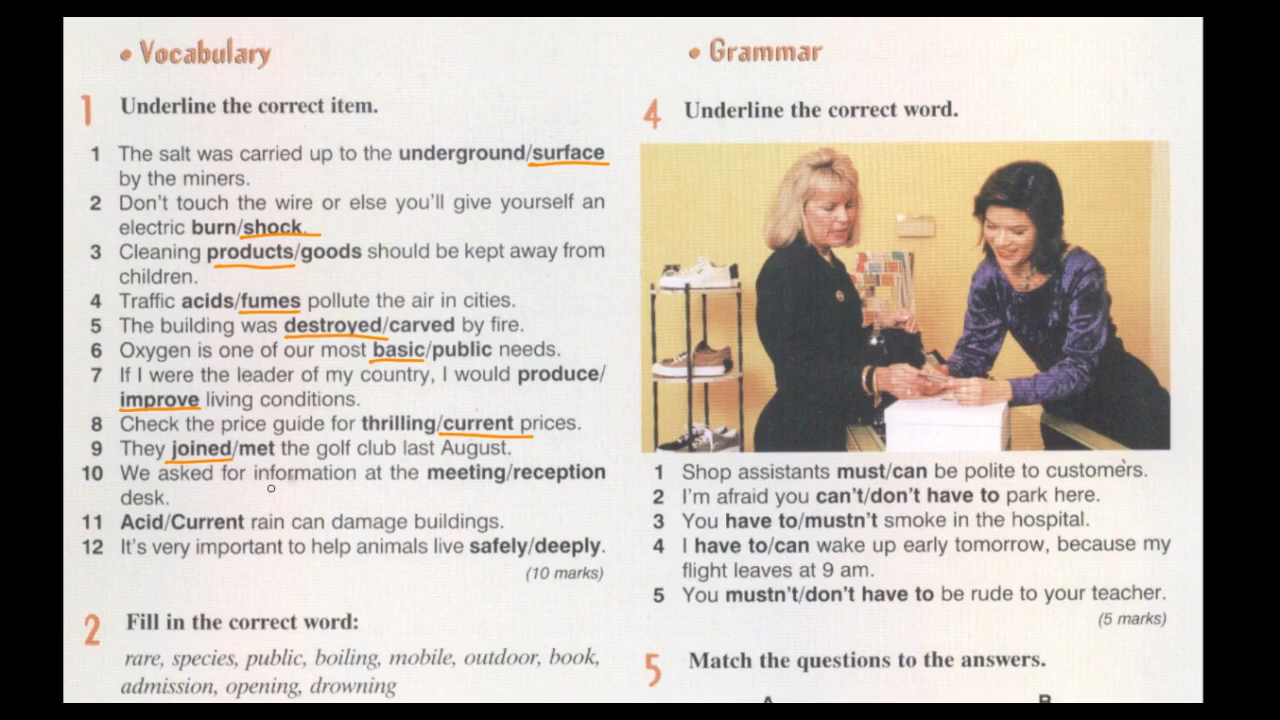 • Vocabulary
1 Underline the correct item.
1 The salt was carried up to the underground/surface
by the miners.
2 Don't touch the wire or else you'll give yourself an
electric burn/shock.
3 Cleaning products/goods should be kept away from
children.
4 Traffic acids/fumes pollute the air in cities.
5 The building was destroyed/carved by fire.
6 Oxygen is one of our most basic/public needs.
7 If I were the leader of my country, I would produce/
improve living conditions.
8 Check the price guide for thrilling/current prices.
9 They joined/met the golf club last August.
10 We asked for information at the meeting/reception
desk.
11 Acid/Current rain can damage buildings.
12 It's very important to help animals live safely/deeply.
(10 marks)
2 Fill in the correct word:
rare, species, public, boiling, mobile, outdoor, book,
admission, opening, drowning
• Grammar
4 Underline the correct word.
1 Shop assistants must/can be polite to customers.
2 I'm afraid you can't/don't have to park here.
3 You have to/mustn't smoke in the hospital.
4 I have to/can wake up early tomorrow, because my
flight leaves at 9 am.
5 You mustn't/don't have to be rude to your teacher.
(5 marks)
5 Match the questions to the answers.